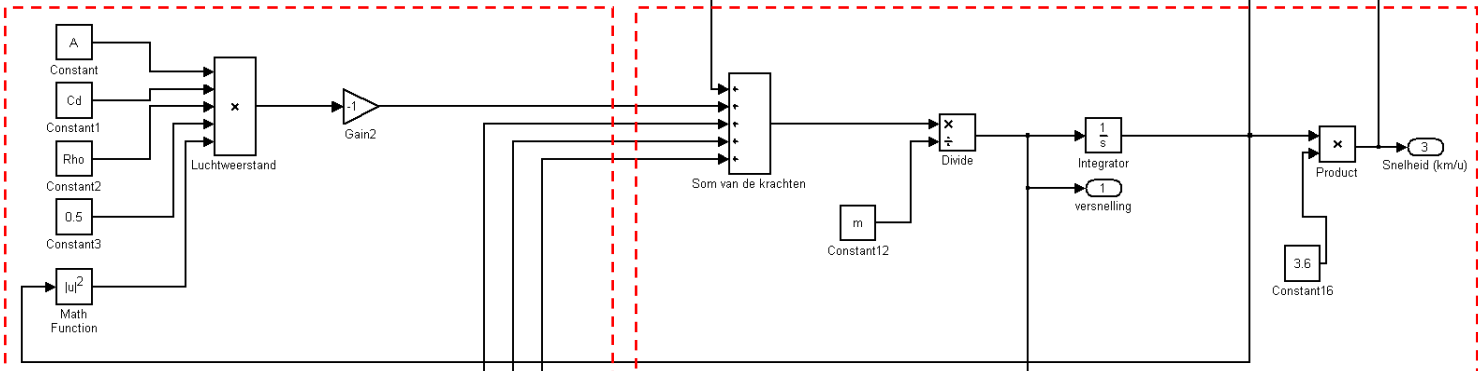 A
Constant
Cd
Constant1
Rho
Constant2
0.5
Constant3
|u|2
Math
Function
×
Luchtweerstand
-1
Gain2
+
+
+
+
+
Som van de krachten
m
Constant12
×
÷
Divide
1
s
Integrator
1
versnelling
×
Product
3.6
Constant16
3
Snelheid (km/u)